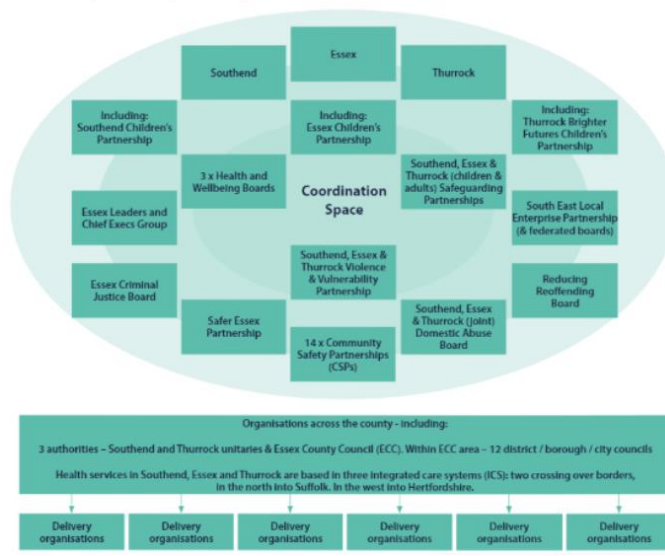 Essex
Southend
Thurrock
Including:
Southend Children's
Partnership
Including:
Essex Children's
Partnership
Including:
Thurrock Brighter
Futures Children's
Partnership
3 x Health and
Wellbeing Boards
Coordination
Space
Southend, Essex &
Thurrock (children &
adults) Safeguarding
Partnerships
Essex Leaders and
Chief Execs Group
South East Local
Enterprise Partnership
(& federated boards)
Essex Criminal
Justice Board
Southend, Essex &
Thurrock Violence
& Vulnerability
Partnership
Reducing
Reoffending
Board
Safer Essex
Partnership
14 x Community
Safety Partnerships
(CSPs)
Southend, Essex
& Thurrock (joint)
Domestic Abuse
Board
Organisations across the county - including:
3 authorities – Southend and Thurrock unitaries & Essex County Council (ECC). Within ECC area – 12 district / borough / city councils
Health services in Southend, Essex and Thurrock are based in three integrated care systems (ICS): two crossing over borders,
in the north into Suffolk. In the west into Hertfordshire.
Delivery
organisations
Delivery
organisations
Delivery
organisations
Delivery
organisations
Delivery
organisations
Delivery
organisations